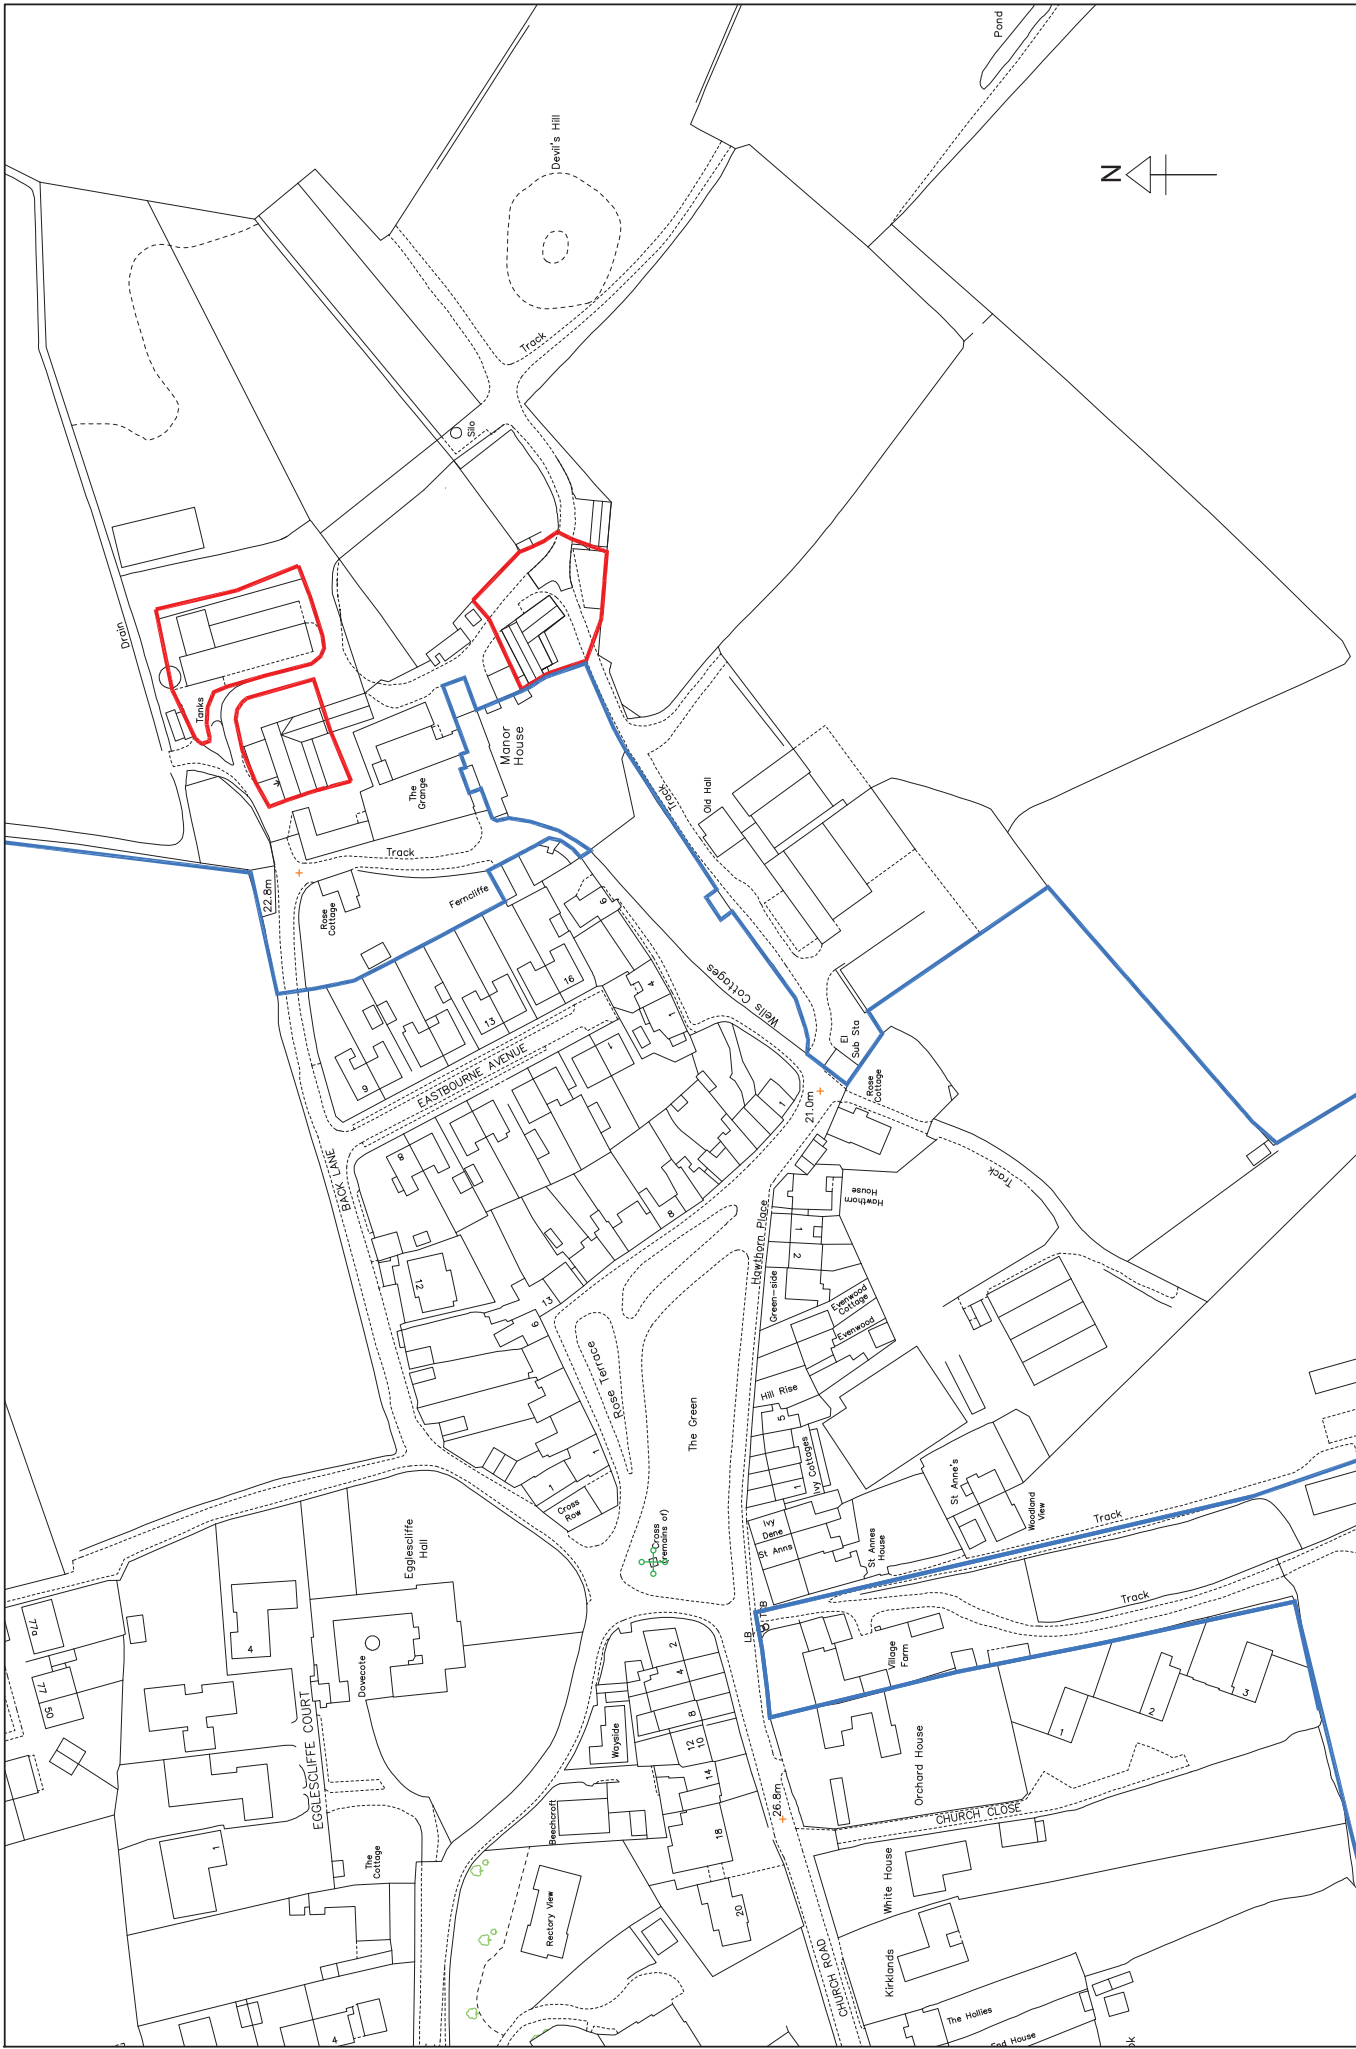 Pond
N
Devil's Hill
Track
Silo
Drain
Tanks
Manor
House
The
Grange
Track
Old Hall
Track
22.8m
Rose
Cottage
Ferncliffe
9
16
13
9
4
1
Wells Cottages
El
Sub Sta
EASTBOURNE AVENUE
1
1
21.0m
Rose
Cottage
BACK LANE
8
8
Track
Hawthorn
House
Hawthorn Place
1
2
12
13
6
Green-side
Evenwood
Cottage
Evenwood
Rose Terrace
Hill Rise
The Green
5
1
Ivy Cottages
1
1
Cross
Row
St Anne's
Woodland
View
Ivy
Dene
St Anns
St Annes
House
Track
Cross
(remains of)
Egglescliffe
Hall
Track
TCB
LB
77a
4
77
50
Dovecote
2
4
8
12
10
14
Wayside
Village
Farm
3
2
1
EGGLESCLIFFE COURT
Orchard House
26.8m
CHURCH CLOSE
Beechcroft
18
1
The
Cottage
White House
20
Rectory View
Kirklands
CHURCH ROAD
4
The Hollies
End House